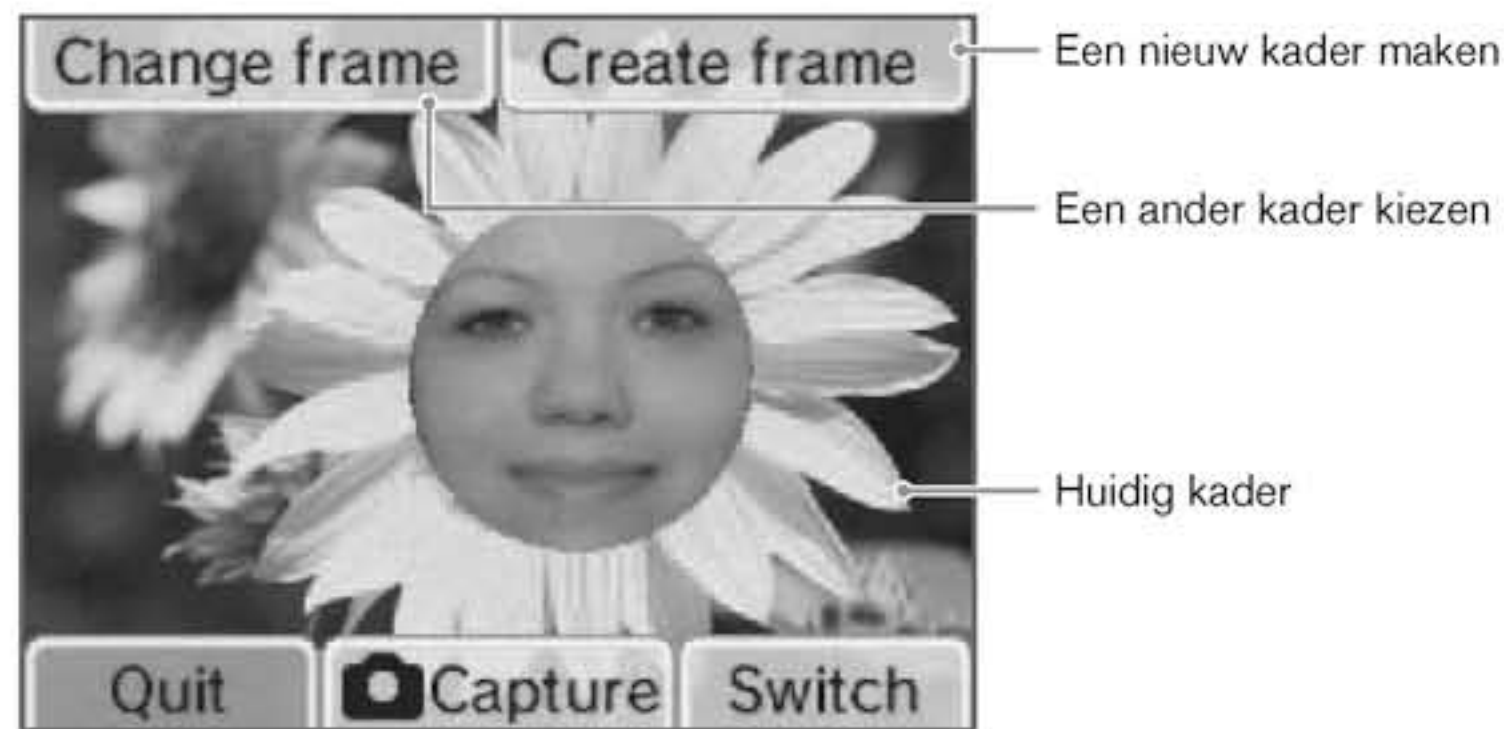 Change frame
Create frame
Een nieuw kader maken
Een ander kader kiezen
Huidig kader
Quit
Capture
Switch